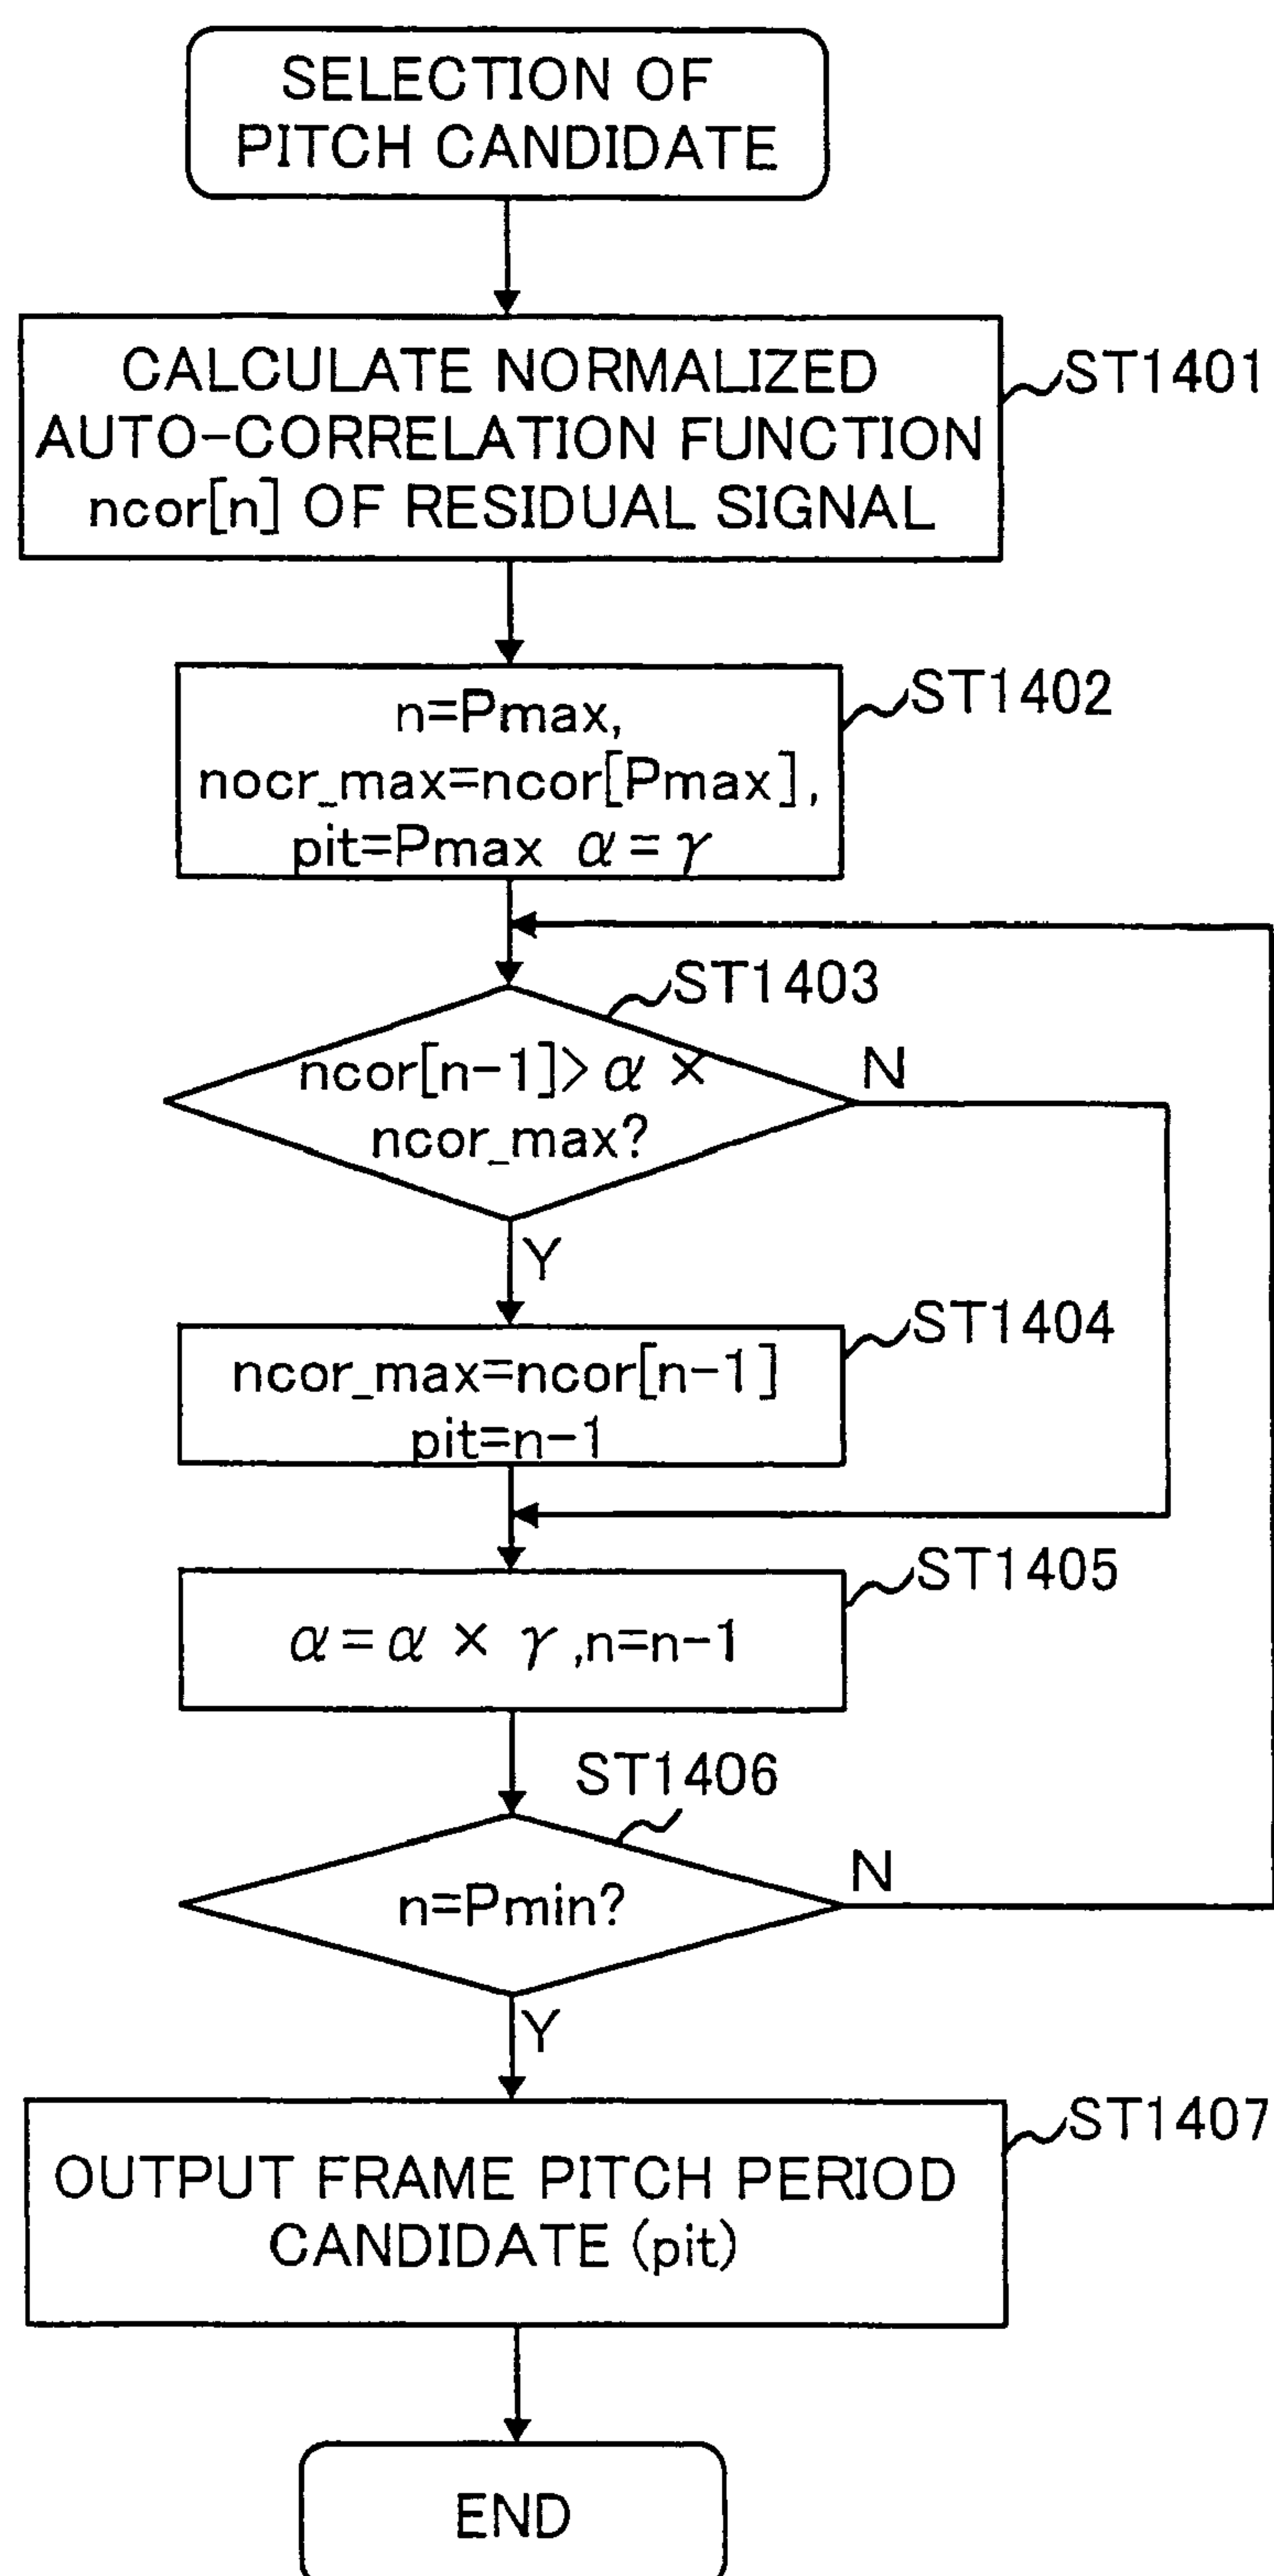 SELECTION OF
PITCH CANDIDATE
CALCULATE NORMALIZED
AUTO-CORRELATION FUNCTION
ncor[n] OF RESIDUAL SIGNAL
ST1401
n=Pmax,
nocr_max=ncor[Pmax],
pit=Pmax α=γ
ST1402
ST1403
ncor[n-1]>α×
ncor_max?
N
Y
ST1404
ncor_max=ncor[n-1]
pit=n-1
ST1405
α=α×γ,n=n-1
ST1406
n=Pmin?
N
Y
ST1407
OUTPUT FRAME PITCH PERIOD
CANDIDATE (pit)
END